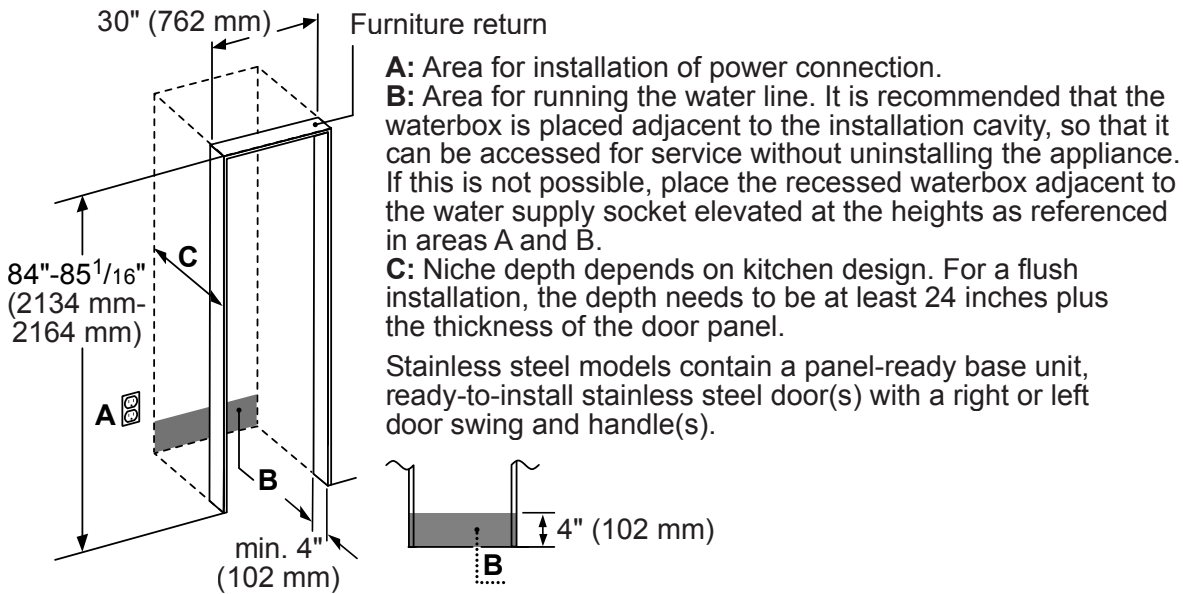 30" (762 mm)
Furniture return
A: Area for installation of power connection.
B: Area for running the water line. It is recommended that the
waterbox is placed adjacent to the installation cavity, so that it
can be accessed for service without uninstalling the appliance.
If this is not possible, place the recessed waterbox adjacent to
the water supply socket elevated at the heights as referenced
in areas A and B.
C: Niche depth depends on kitchen design. For a flush
installation, the depth needs to be at least 24 inches plus
the thickness of the door panel.
Stainless steel models contain a panel-ready base unit,
ready-to-install stainless steel door(s) with a right or left
door swing and handle(s).
C
84"-85 1/16"
(2134 mm-
2164 mm)
A
B
min. 4"
(102 mm)
4" (102 mm)
B